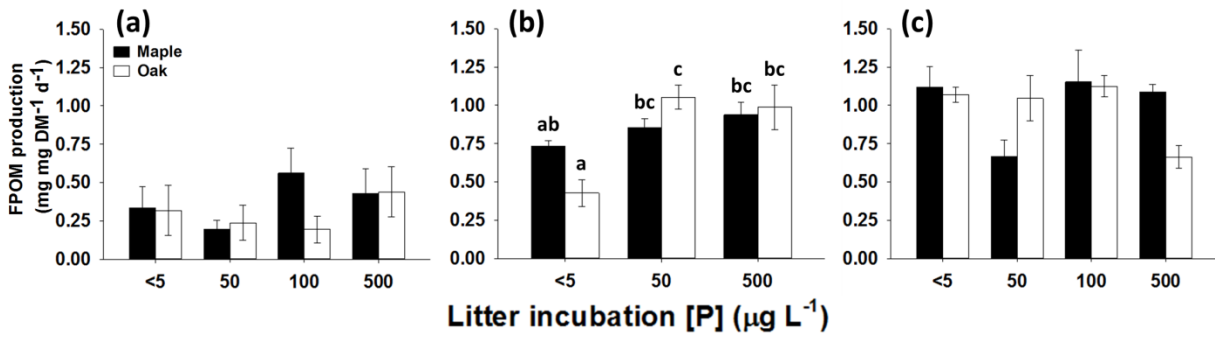 (a)
1.50
1.25
1.00
0.75
0.50
0.25
0.00
Maple
Oak
<5 50 100 500
FPOM production
(mg mg DM⁻¹ d⁻¹)
(b)
1.50
1.25
1.00
0.75
0.50
0.25
0.00
ab a bc c bc bc
<5 50 500
(c)
1.50
1.25
1.00
0.75
0.50
0.25
0.00
<5 50 100 500
Litter incubation [P] (µg L⁻¹)